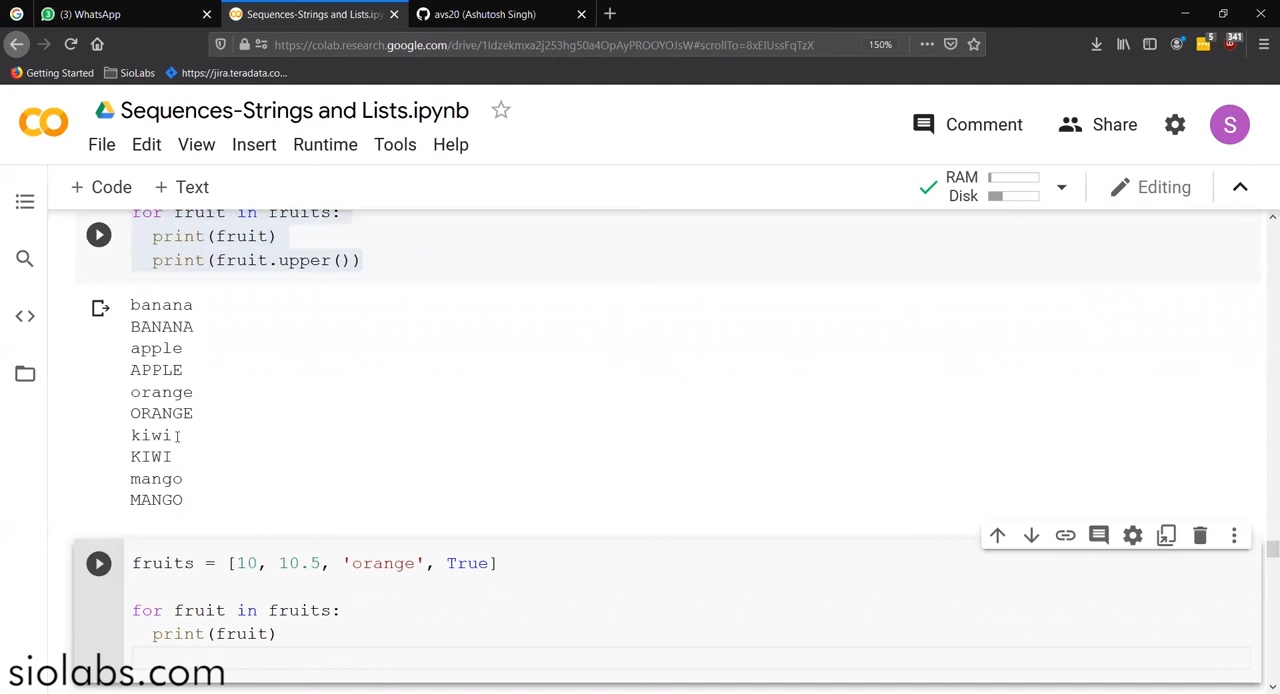 (3) WhatsApp
Sequences-Strings and Lists.ipyn
avs20 (Ashutosh Singh)
https://colab.research.google.com/drive/1ldzekmxa2j253hg50a4OpAyPROOYOJsW#scrollTo=8xEIUssFqTzX
150%
5
341
Getting Started
SioLabs
https://jira.teradata.co...
Sequences-Strings and Lists.ipynb
File Edit View Insert Runtime Tools Help
Comment
Share
S
+ Code + Text
RAM
Disk
Editing
for fruit in fruits:
print(fruit)
print(fruit.upper())
banana
BANANA
apple
APPLE
orange
ORANGE
kiwi
KIWI
mango
MANGO
fruits = [10, 10.5, 'orange', True]
for fruit in fruits:
print(fruit)
siolabs.com